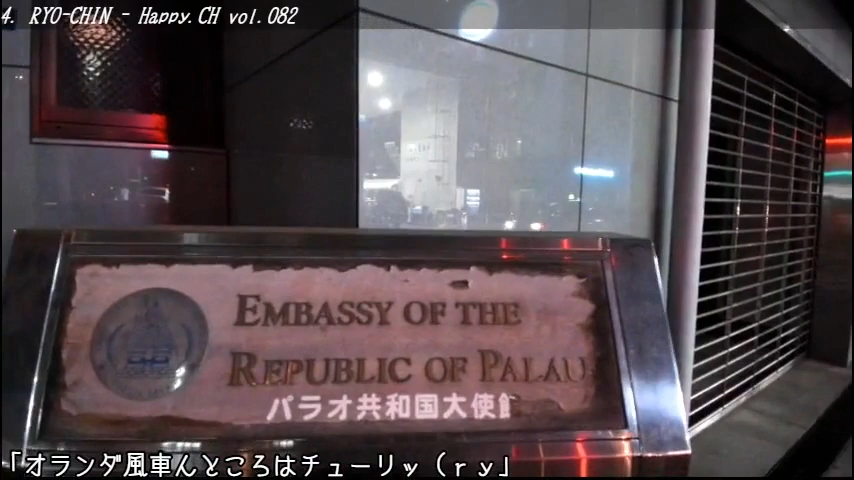 4. RYO-CHIN - Happy.CH vol.082
EMBASSY OF THE
REPUBLIC OF PALAU
パラオ共和国大使館
「オランダ風車んところはチューリッ（ｒｙ」